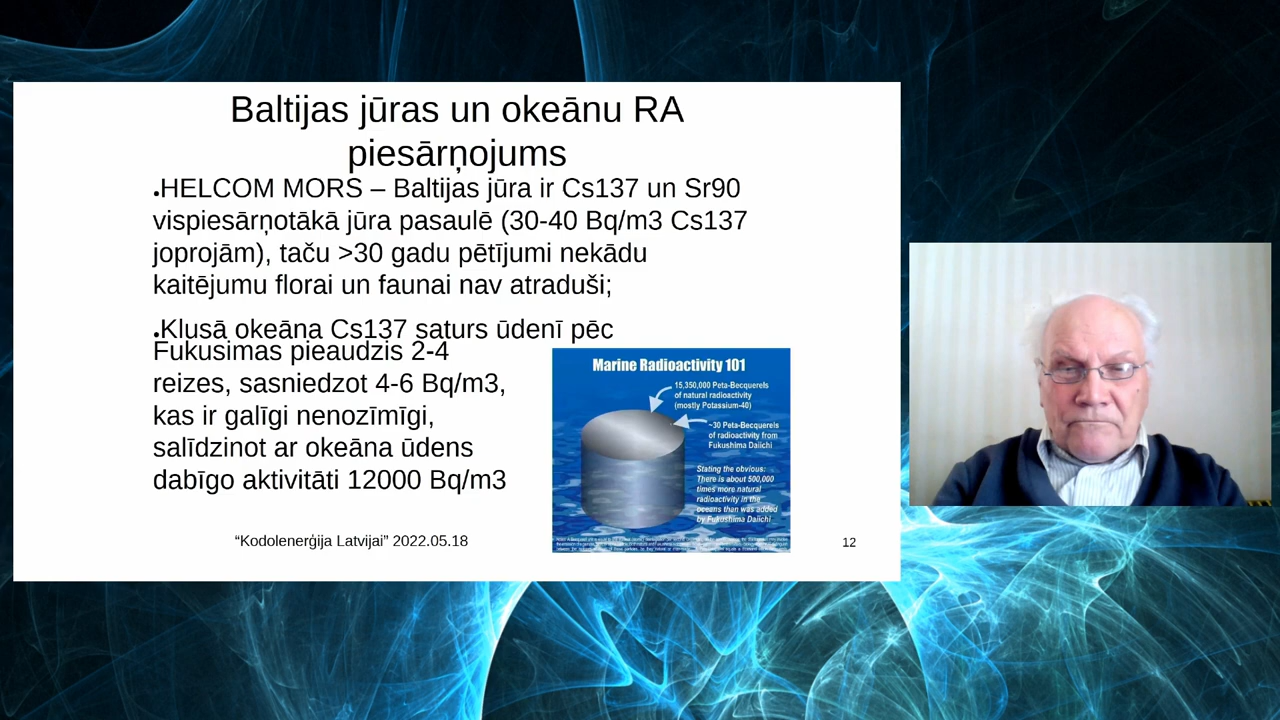 Baltijas jūras un okeānu RA
piesārņojums
•HELCOM MORS – Baltijas jūra ir Cs137 un Sr90
vispiesārņotākā jūra pasaulē (30-40 Bq/m3 Cs137
joprojām), taču >30 gadu pētījumi nekādu
kaitējumu florai un faunai nav atraduši;
•Klusā okeāna Cs137 saturs ūdenī pēc
Fukusimas pieaudzis 2-4
reizes, sasniedzot 4-6 Bq/m3,
kas ir galīgi nenozīmīgi,
salīdzinot ar okeāna ūdens
dabīgo aktivitāti 12000 Bq/m3
Marine Radioactivity 101
15,350,000 Peta-Becquerels
of natural radioactivity
(mostly Potassium-40)
~30 Peta-Becquerels
of radioactivity from
Fukushima Daiichi
Stating the obvious:
There is about 500,000
times more natural
radioactivity in the
oceans than was added
by Fukushima Daiichi
“Kodolenerģija Latvijai” 2022.05.18
12